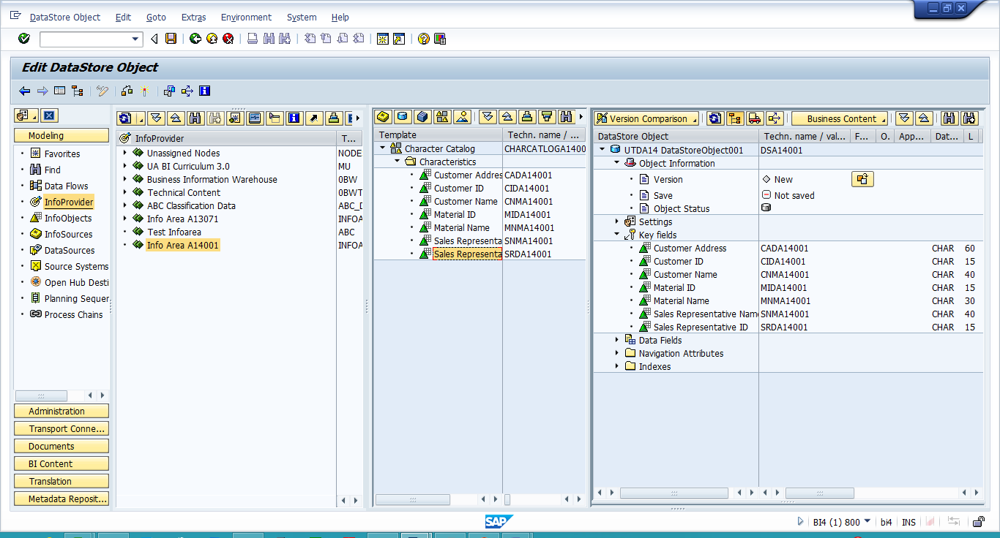 DataStore Object Edit Goto Extras Environment System Help
Edit DataStore Object
Modeling
Favorites
Find
Data Flows
InfoProvider
InfoObjects
InfoSources
DataSources
Source Systems
Open Hub Desti
Planning Sequer
Process Chains
Administration
Transport Conne...
Documents
BI Content
Translation
Metadata Reposit...
InfoProvider T...
Unassigned Nodes NODE
UA BI Curriculum 3.0 MU
Business Information Warehouse 0BW
Technical Content 0BWT
ABC Classification Data ABC_D
Info Area A13071 INFOA
Test Infoarea ABC
Info Area A14001 INFOA
Template Techn. name / ...
Character Catalog CHARCATLOGA1400
Characteristics
Customer Addres CADA14001
Customer ID CIDA14001
Customer Name CNMA14001
Material ID MIDA14001
Material Name MNMA14001
Sales Representa SNMA14001
Sales Representa SRDA14001
Version Comparison Business Content
DataStore Object Techn. name / val... F... O. App... Dat... L
UTDA14 DataStoreObject001 DSA14001
Object Information
Version New
Save Not saved
Object Status
Settings
Key fields
Customer Address CADA14001 CHAR 60
Customer ID CIDA14001 CHAR 15
Customer Name CNMA14001 CHAR 40
Material ID MIDA14001 CHAR 15
Material Name MNMA14001 CHAR 30
Sales Representative Name SNMA14001 CHAR 40
Sales Representative ID SRDA14001 CHAR 15
Data Fields
Navigation Attributes
Indexes
SAP
BI4 (1) 800 bi4 INS